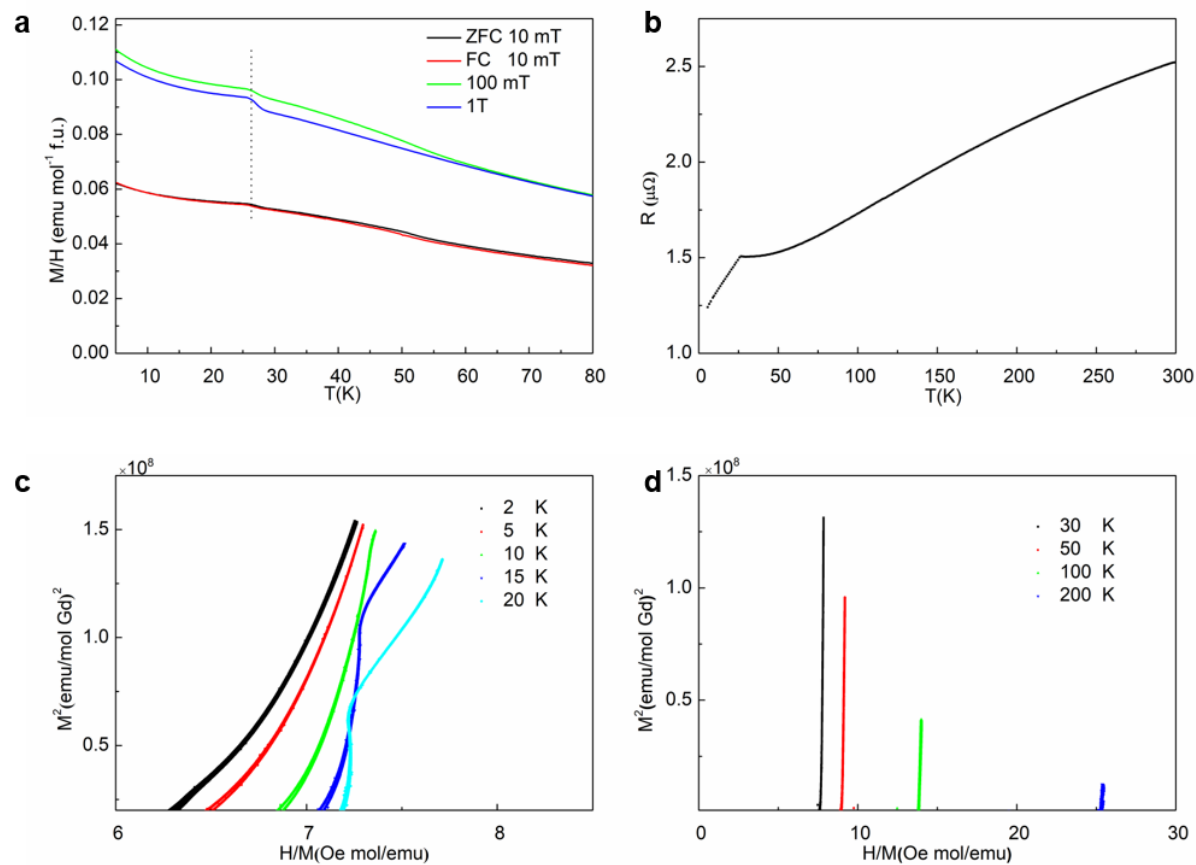 a
0.12
0.10
0.08
0.06
0.04
0.02
0.00
M/H (emu mol⁻¹ f.u.)
ZFC 10 mT
FC 10 mT
100 mT
1T
10 20 30 40 50 60 70 80
T(K)
b
2.5
2.0
1.5
1.0
R (μΩ)
0 50 100 150 200 250 300
T(K)
c
×10⁸
1.5
1.0
0.5
M²(emu/mol Gd)²
2 K
5 K
10 K
15 K
20 K
6 7 8
H/M(Oe mol/emu)
d
×10⁸
1.5
1.0
0.5
M²(emu/mol Gd)²
30 K
50 K
100 K
200 K
0 10 20 30
H/M(Oe mol/emu)